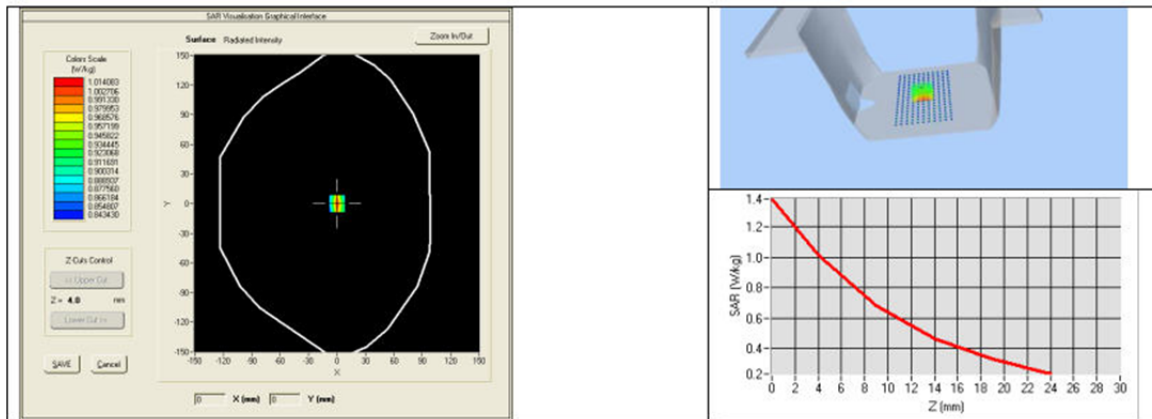 SAR Visualisation Graphical Interface
Surface Radiated Intensity
Zoom In/Out
Colors Scale
(W/kg)
1.014083
1.002706
0.991330
0.979953
0.968576
0.957199
0.945822
0.934445
0.923068
0.911691
0.900314
0.888937
0.877560
0.866184
0.854807
0.843430
Z-Cuts Control
<< Upper Cut
Z = 4.0 mm
Lower Cut >>
SAVE Cancel
150
120
90
60
30
0
-30
-60
-90
-120
-150
Y
-150 -120 -90 -60 -30 0 30 60 90 120 150
X
0 X (mm) 0 Y (mm)
1.4
1.2
1.0
0.8
0.6
0.4
0.2
SAR (W/kg)
0 2 4 6 8 10 12 14 16 18 20 22 24 26 28 30
Z (mm)